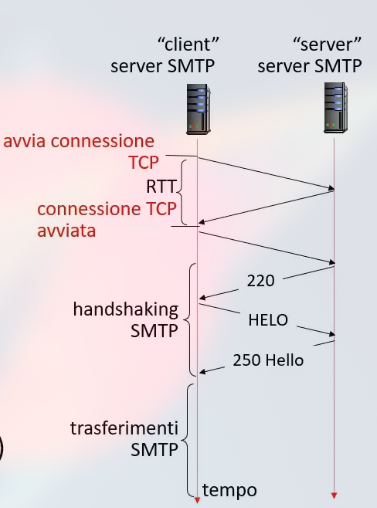 “client”
server SMTP
“server”
server SMTP
avvia connessione
TCP
RTT
connessione TCP
avviata
220
handshaking
SMTP
HELO
250 Hello
trasferimenti
SMTP
tempo